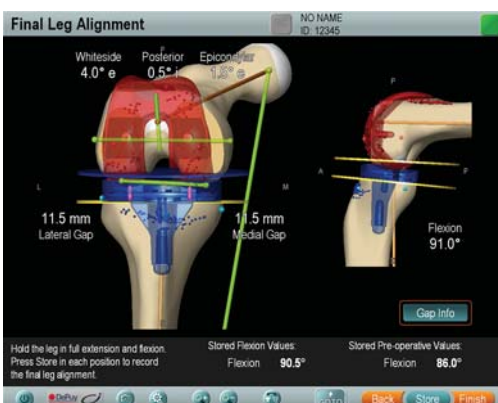 Final Leg Alignment
NO NAME
ID: 12345
P
Whiteside Posterior Epicondylar
4.0° e 0.5° i 1.5° e
P
A P
L M
11.5 mm 11.5 mm
Lateral Gap Medial Gap
Flexion
91.0°
A
Gap Info
Hold the leg in full extension and flexion.
Press Store in each position to record
the final leg alignment.
Stored Flexion Values:
Flexion 90.5°
Stored Pre-operative Values:
Flexion 86.0°
DePuy
GOTO
Back Store Finish